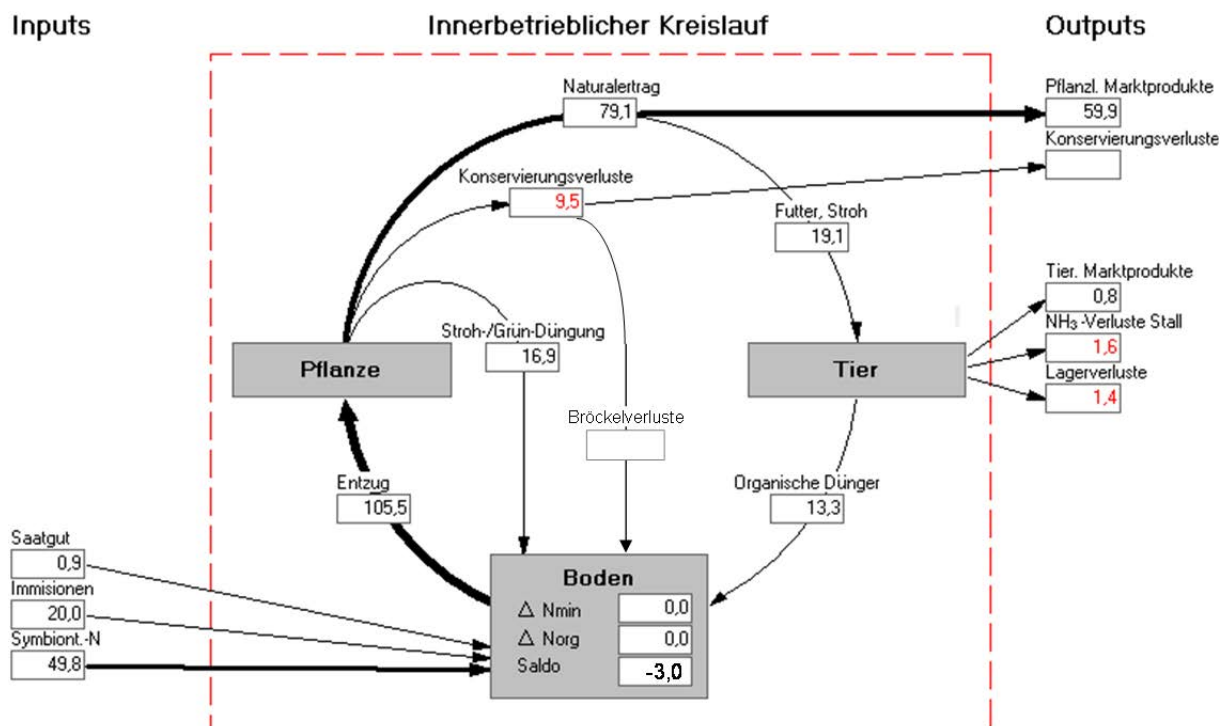 Inputs
Innerbetrieblicher Kreislauf
Outputs
Naturalertrag
79,1
Pflanzl. Marktprodukte
59,9
Konservierungsverluste
Konservierungsverluste
9,5
Futter, Stroh
19,1
Tier. Marktprodukte
0,8
NH₃-Verluste Stall
1,6
Lagerverluste
1,4
Stroh-/Grün-Düngung
16,9
Pflanze
Tier
Bröckelverluste
Entzug
105,5
Organische Dünger
13,3
Saatgut
0,9
Immisionen
20,0
Symbiont.-N
49,8
Boden
△ Nmin 0,0
△ Norg 0,0
Saldo -3,0